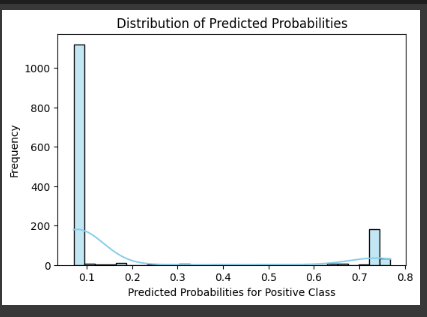 Distribution of Predicted Probabilities
Frequency
1000
800
600
400
200
0
0.1 0.2 0.3 0.4 0.5 0.6 0.7 0.8
Predicted Probabilities for Positive Class